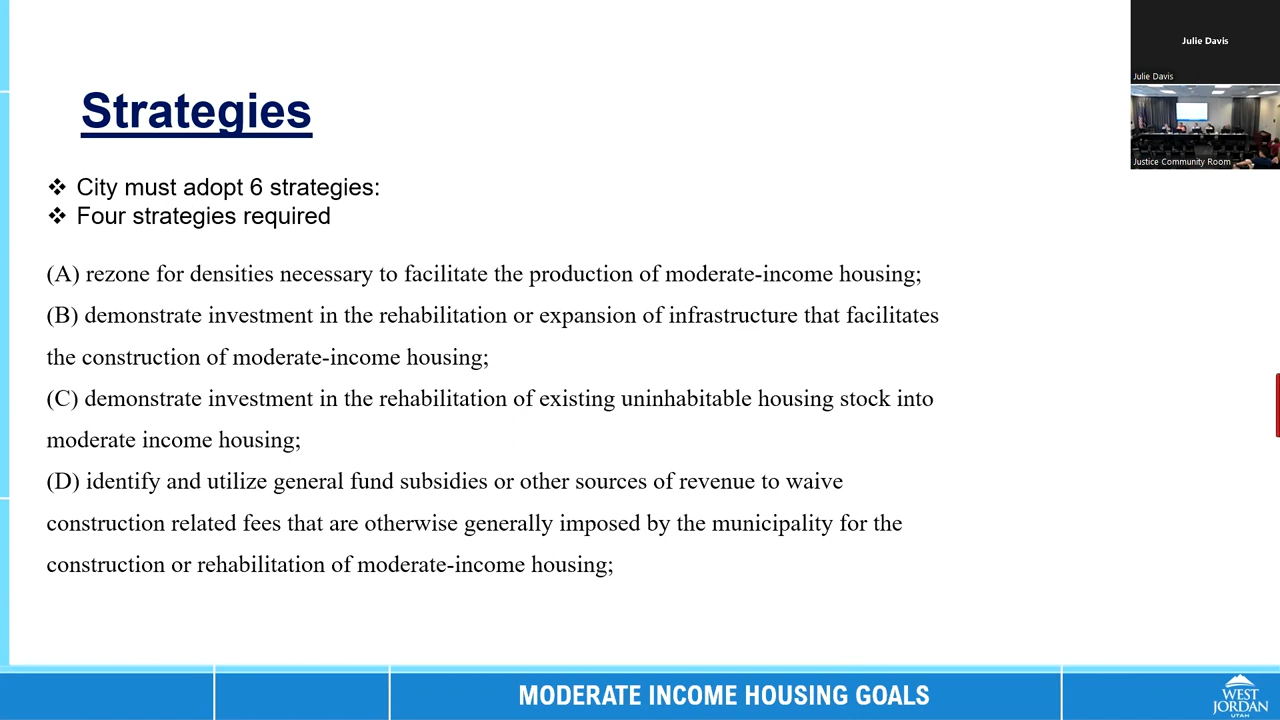 Julie Davis
Julie Davis
Justice Community Room
Strategies
❖ City must adopt 6 strategies:
❖ Four strategies required
(A) rezone for densities necessary to facilitate the production of moderate-income housing;
(B) demonstrate investment in the rehabilitation or expansion of infrastructure that facilitates
the construction of moderate-income housing;
(C) demonstrate investment in the rehabilitation of existing uninhabitable housing stock into
moderate income housing;
(D) identify and utilize general fund subsidies or other sources of revenue to waive
construction related fees that are otherwise generally imposed by the municipality for the
construction or rehabilitation of moderate-income housing;
MODERATE INCOME HOUSING GOALS
WEST
JORDAN
UTAH